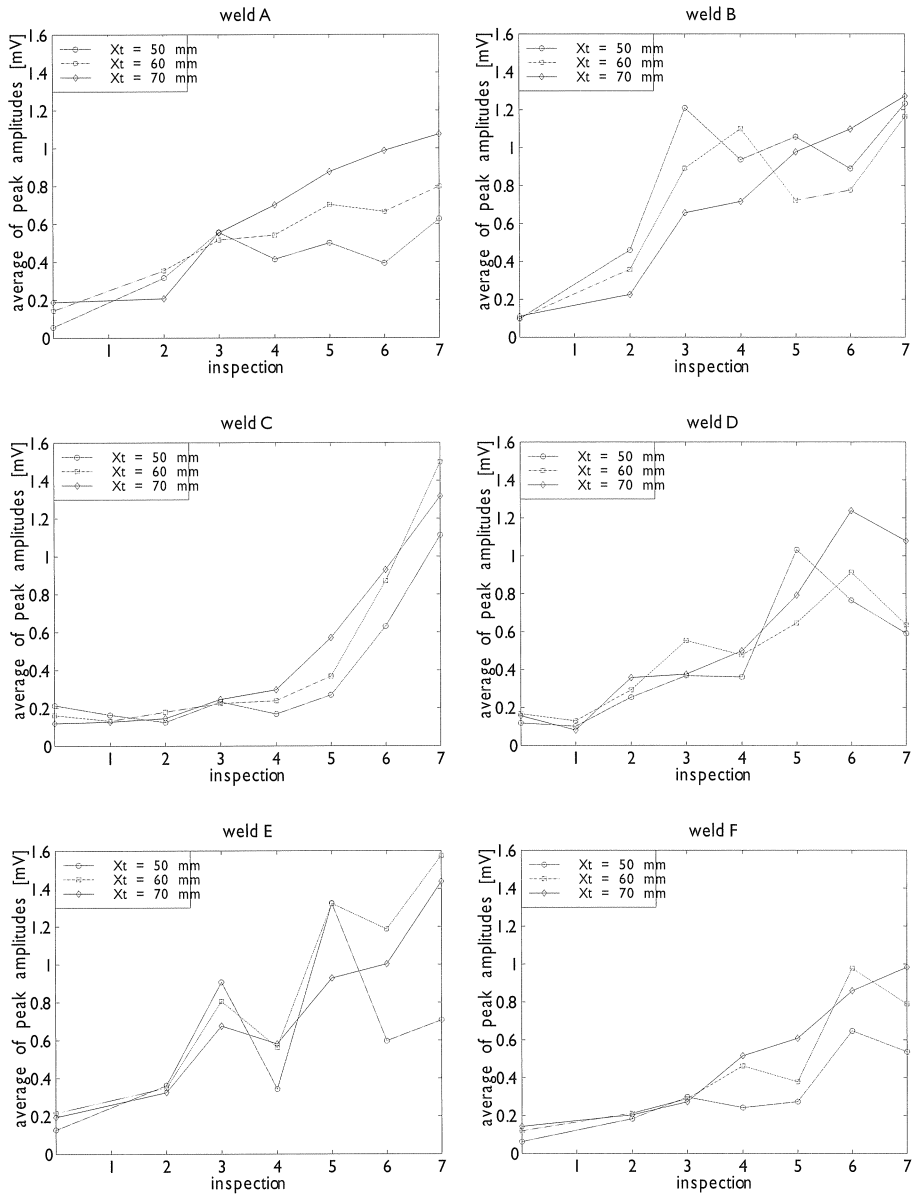 weld A
average of peak amplitudes [mV]
1.6
1.4
1.2
1
0.8
0.6
0.4
0.2
0
Xt = 50 mm
Xt = 60 mm
Xt = 70 mm
1 2 3 4 5 6 7
inspection
weld B
average of peak amplitudes [mV]
1.6
1.4
1.2
1
0.8
0.6
0.4
0.2
0
Xt = 50 mm
Xt = 60 mm
Xt = 70 mm
1 2 3 4 5 6 7
inspection
weld C
average of peak amplitudes [mV]
1.6
1.4
1.2
1
0.8
0.6
0.4
0.2
0
Xt = 50 mm
Xt = 60 mm
Xt = 70 mm
1 2 3 4 5 6 7
inspection
weld D
average of peak amplitudes [mV]
1.6
1.4
1.2
1
0.8
0.6
0.4
0.2
0
Xt = 50 mm
Xt = 60 mm
Xt = 70 mm
1 2 3 4 5 6 7
inspection
weld E
average of peak amplitudes [mV]
1.6
1.4
1.2
1
0.8
0.6
0.4
0.2
0
Xt = 50 mm
Xt = 60 mm
Xt = 70 mm
1 2 3 4 5 6 7
inspection
weld F
average of peak amplitudes [mV]
1.6
1.4
1.2
1
0.8
0.6
0.4
0.2
0
Xt = 50 mm
Xt = 60 mm
Xt = 70 mm
1 2 3 4 5 6 7
inspection